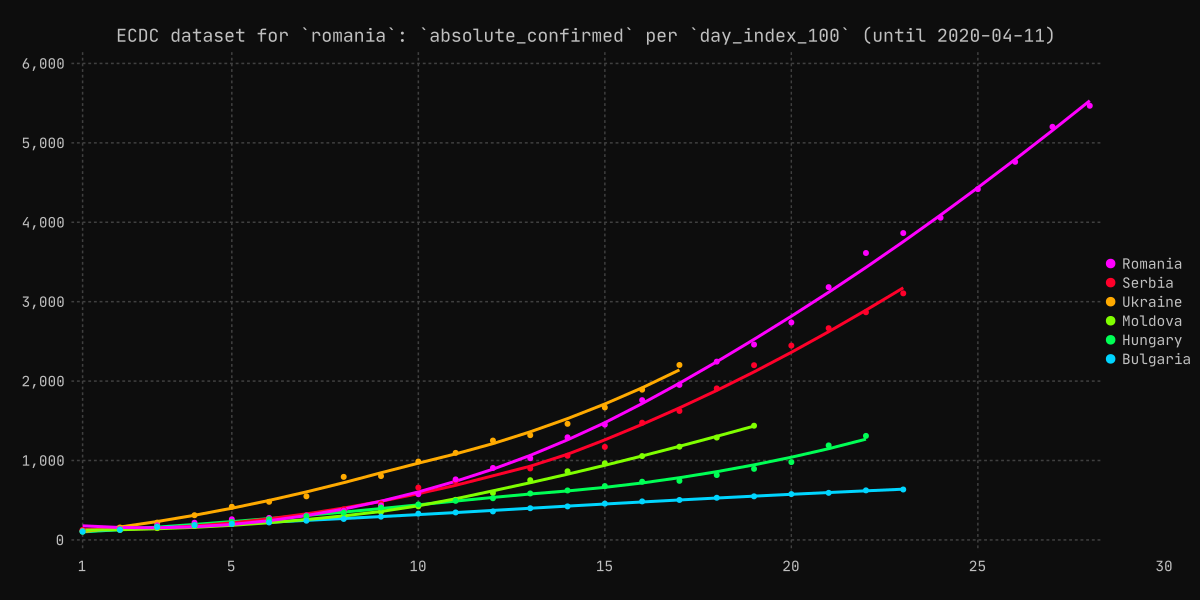 ECDC dataset for `romania`: `absolute_confirmed` per `day_index_100` (until 2020-04-11)
6,000
5,000
4,000
3,000
2,000
1,000
0
1 5 10 15 20 25 30
Romania
Serbia
Ukraine
Moldova
Hungary
Bulgaria